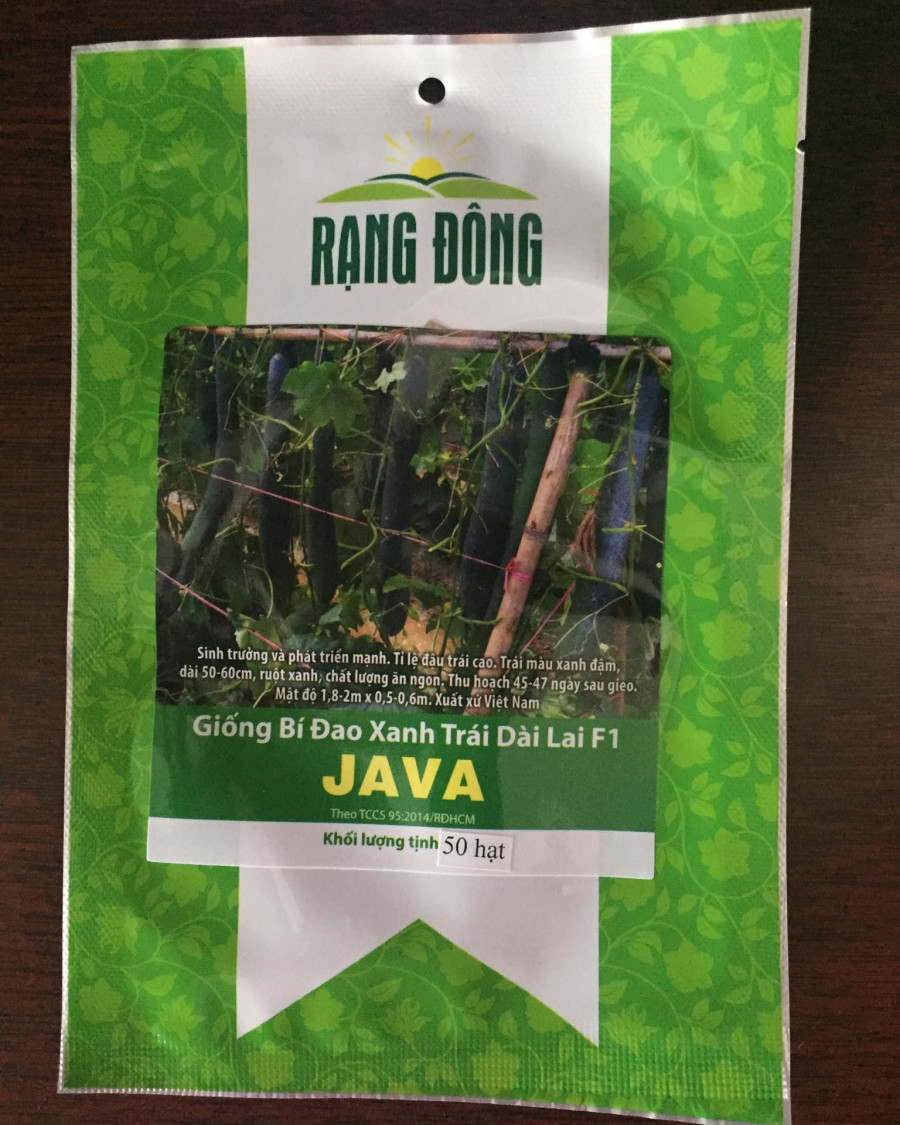 RẠNG ĐÔNG
Sinh trưởng và phát triển mạnh. Tỉ lệ đậu trái cao. Trái màu xanh đậm,
dài 50-60cm, ruột xanh, chất lượng ăn ngon. Thu hoạch 45-47 ngày sau gieo.
Mật độ 1,8-2m x 0,5-0,6m. Xuất xứ Việt Nam
Giống Bí Đao Xanh Trái Dài Lai F1
JAVA
Theo TCCS 95:2014/RĐHCM
Khối lượng tịnh 50 hạt